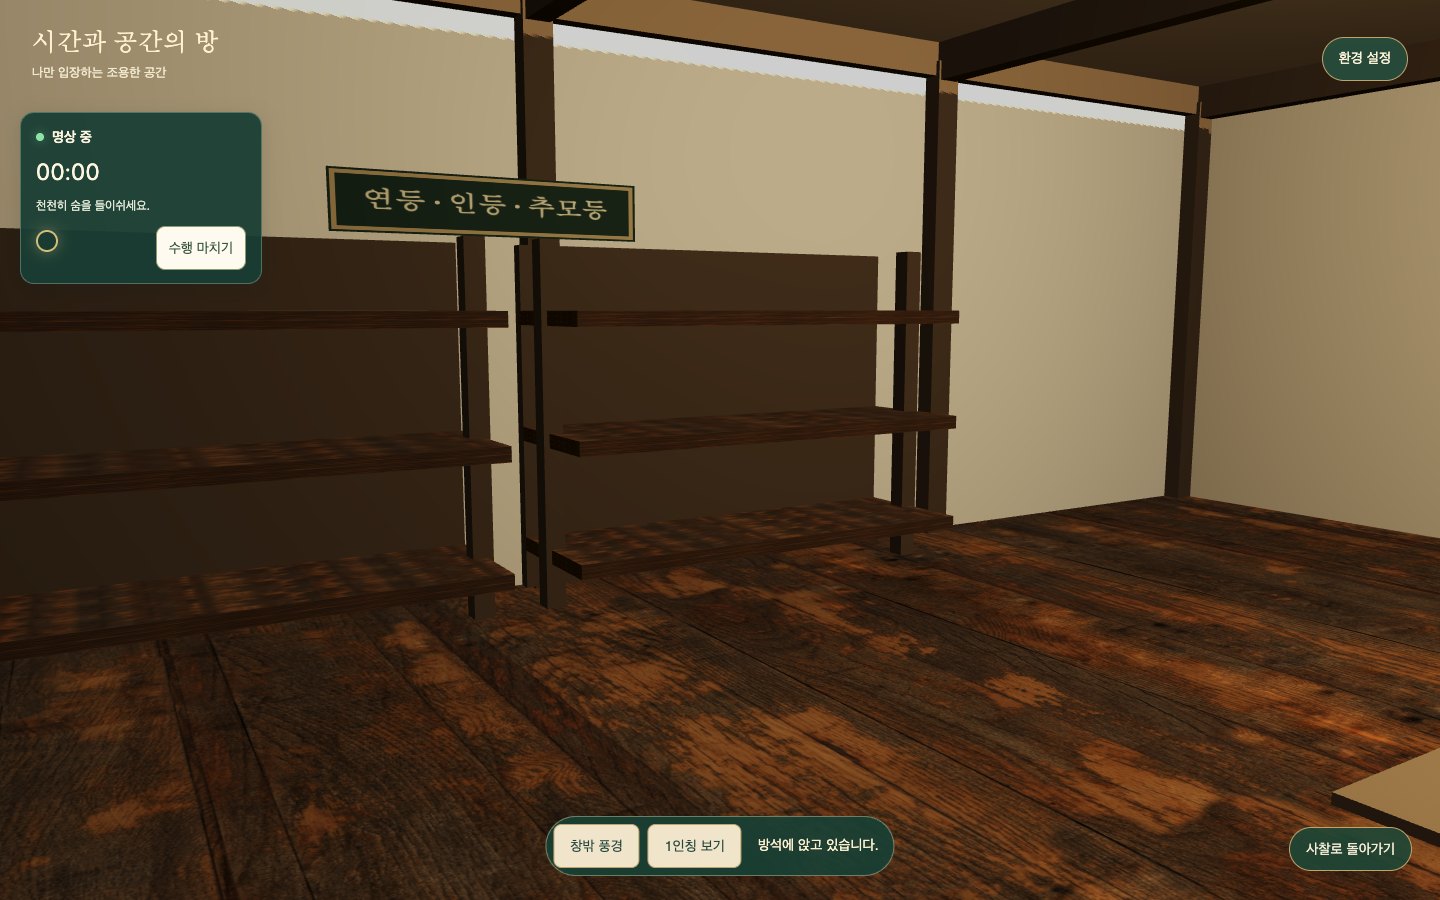 시간과 공간의 방
나만 입장하는 조용한 공간
환경 설정
명상 중
00:00
천천히 숨을 들이쉬세요.
수행 마치기
연등·인등·추모등
창밖 풍경
1인칭 보기
방석에 앉고 있습니다.
사찰로 돌아가기